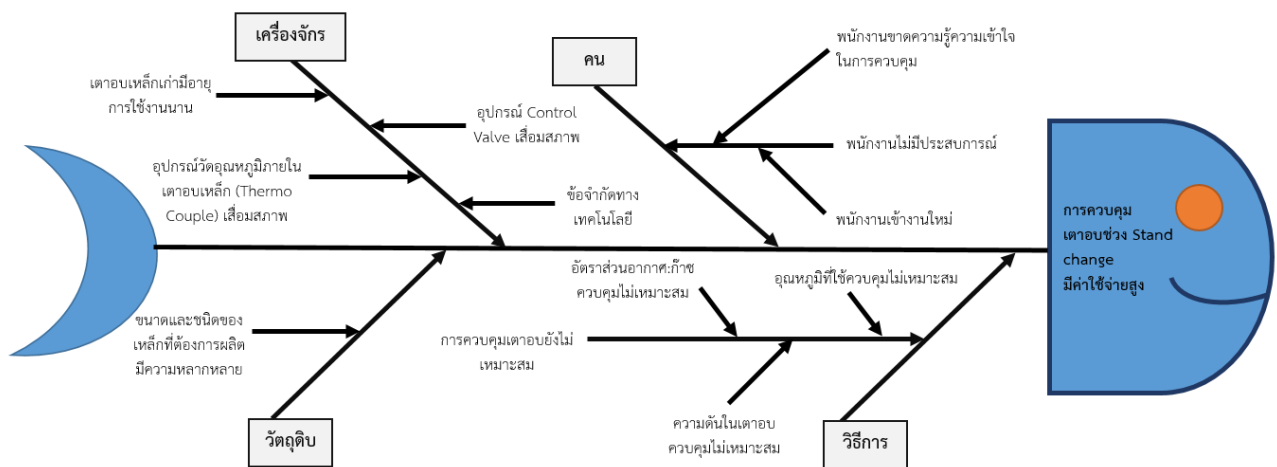 เครื่องจักร
เตาอบเหล็กเก่ามีอายุ
การใช้งานนาน
อุปกรณ์ Control
Valve เสื่อมสภาพ
อุปกรณ์วัดอุณหภูมิภายใน
เตาอบเหล็ก (Thermo
Couple) เสื่อมสภาพ
ข้อจำกัดทาง
เทคโนโลยี
คน
พนักงานขาดความรู้ความเข้าใจ
ในการควบคุม
พนักงานไม่มีประสบการณ์
พนักงานเข้างานใหม่
การควบคุม
เตาอบช่วง Stand
change
มีค่าใช้จ่ายสูง
ขนาดและชนิดของ
เหล็กที่ต้องการผลิต
มีความหลากหลาย
วัตถุดิบ
อัตราส่วนอากาศ:ก๊าซ
ควบคุมไม่เหมาะสม
อุณหภูมิที่ใช้ควบคุมไม่เหมาะสม
การควบคุมเตาอบยังไม่
เหมาะสม
ความดันในเตาอบ
ควบคุมไม่เหมาะสม
วิธีการ